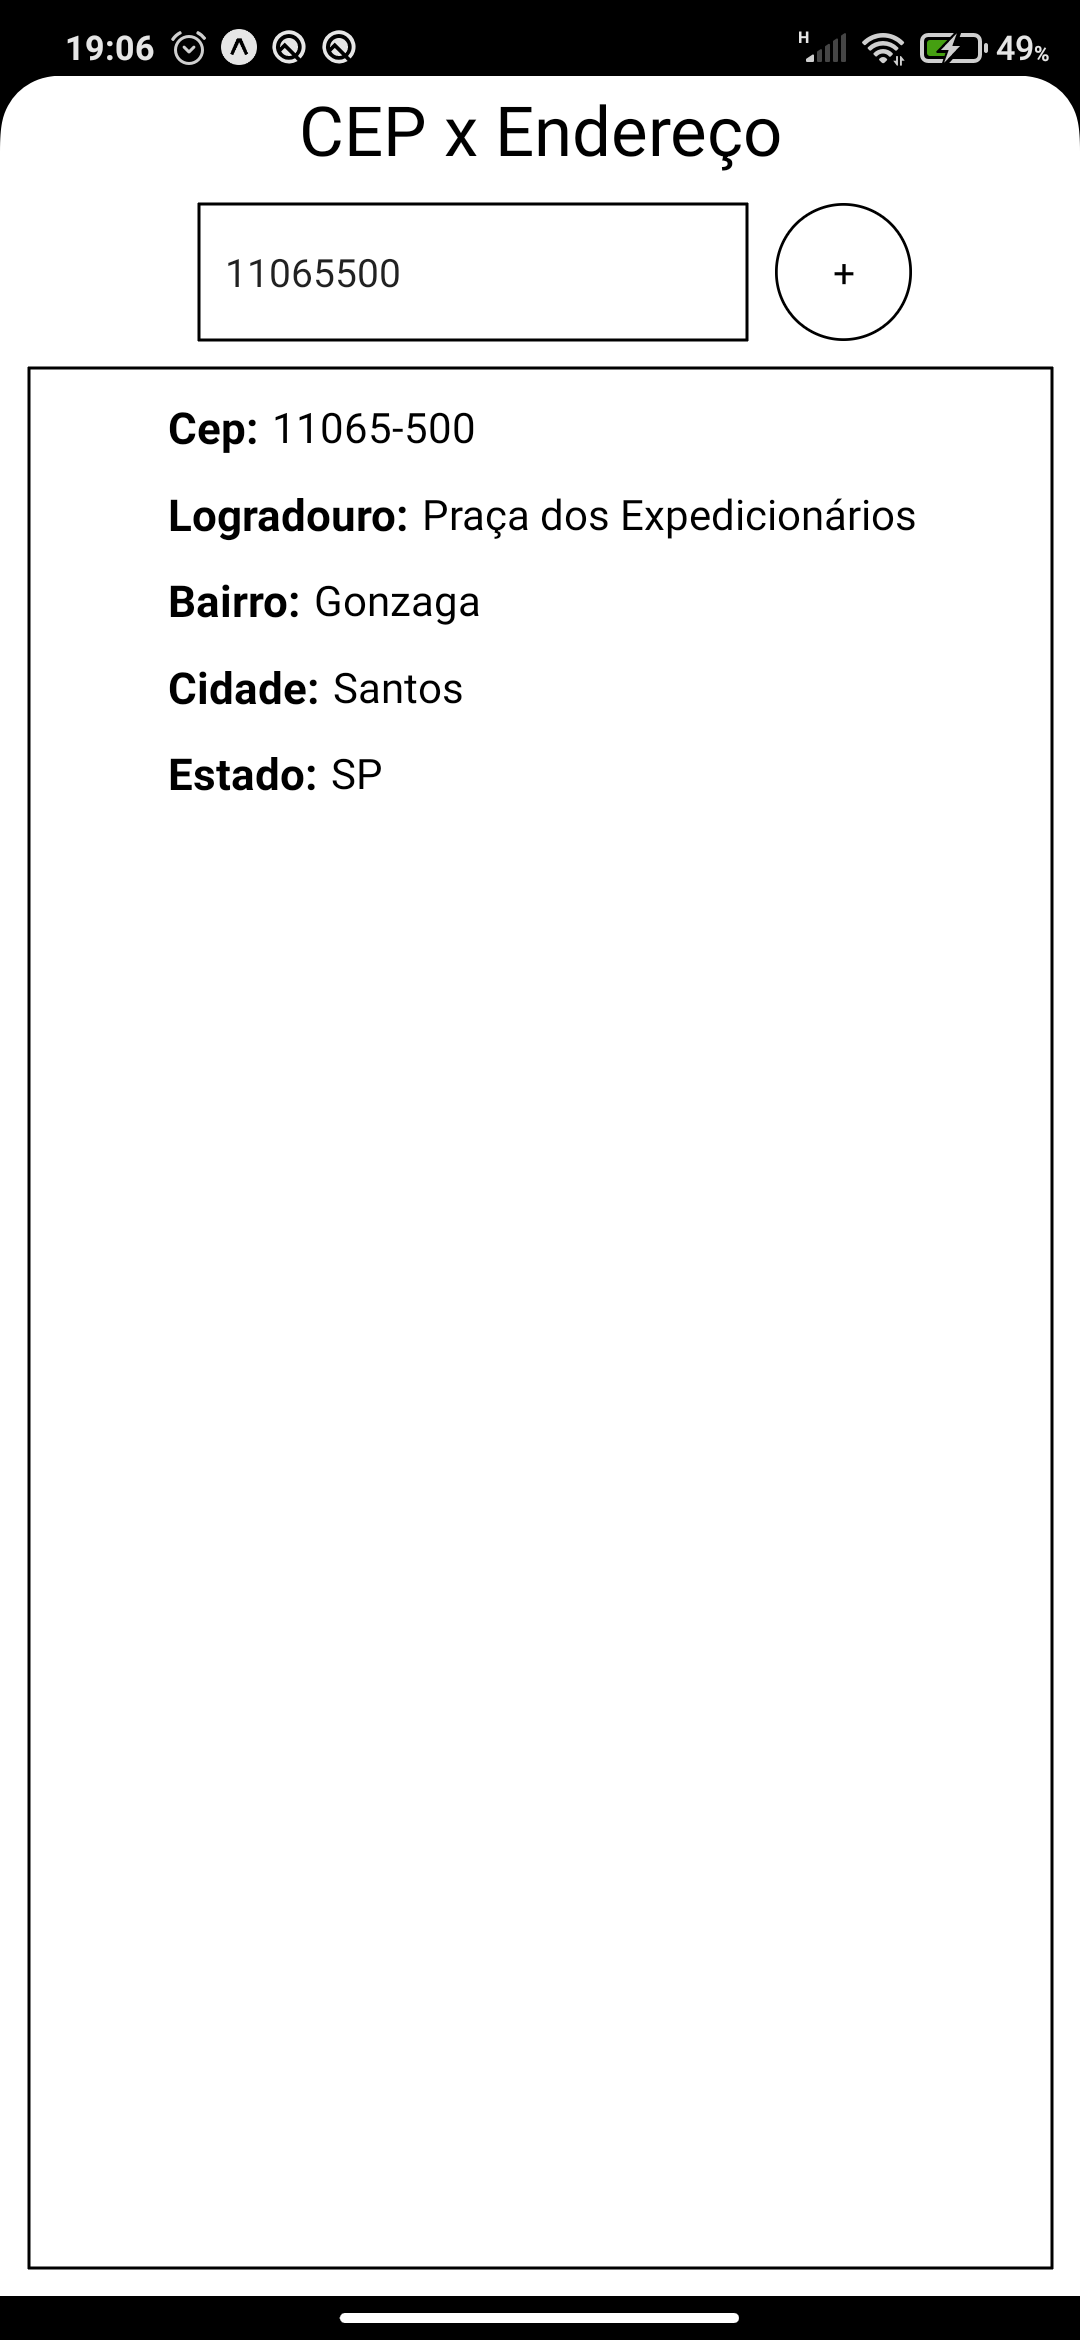 19:06 H 49%
CEP x Endereço
11065500 +
Cep: 11065-500
Logradouro: Praça dos Expedicionários
Bairro: Gonzaga
Cidade: Santos
Estado: SP